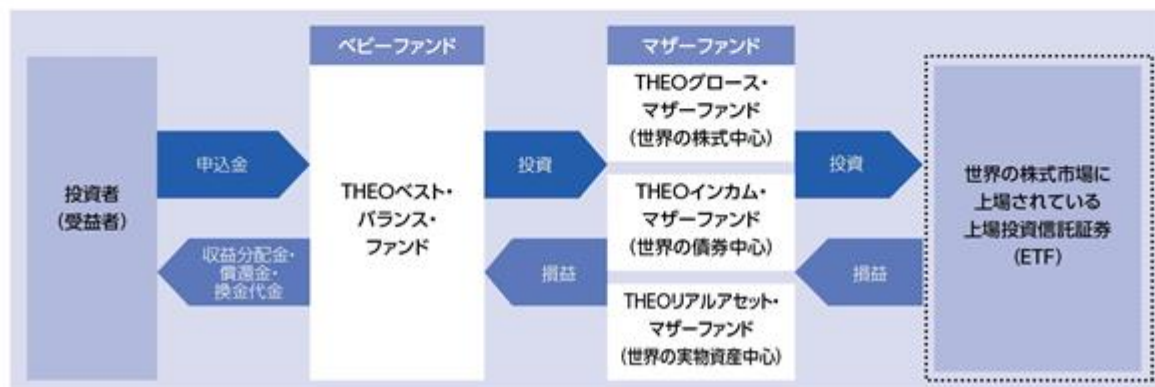 ベビーファンド
マザーファンド
投資者
(受益者)
申込金
収益分配金・
償還金・
換金代金
THEOベスト・
バランス・
ファンド
投資
損益
THEOグロース・
マザーファンド
(世界の株式中心)
THEOインカム・
マザーファンド
(世界の債券中心)
THEOリアルアセット・
マザーファンド
(世界の実物資産中心)
投資
損益
世界の株式市場に
上場されている
上場投資信託証券
(ETF)